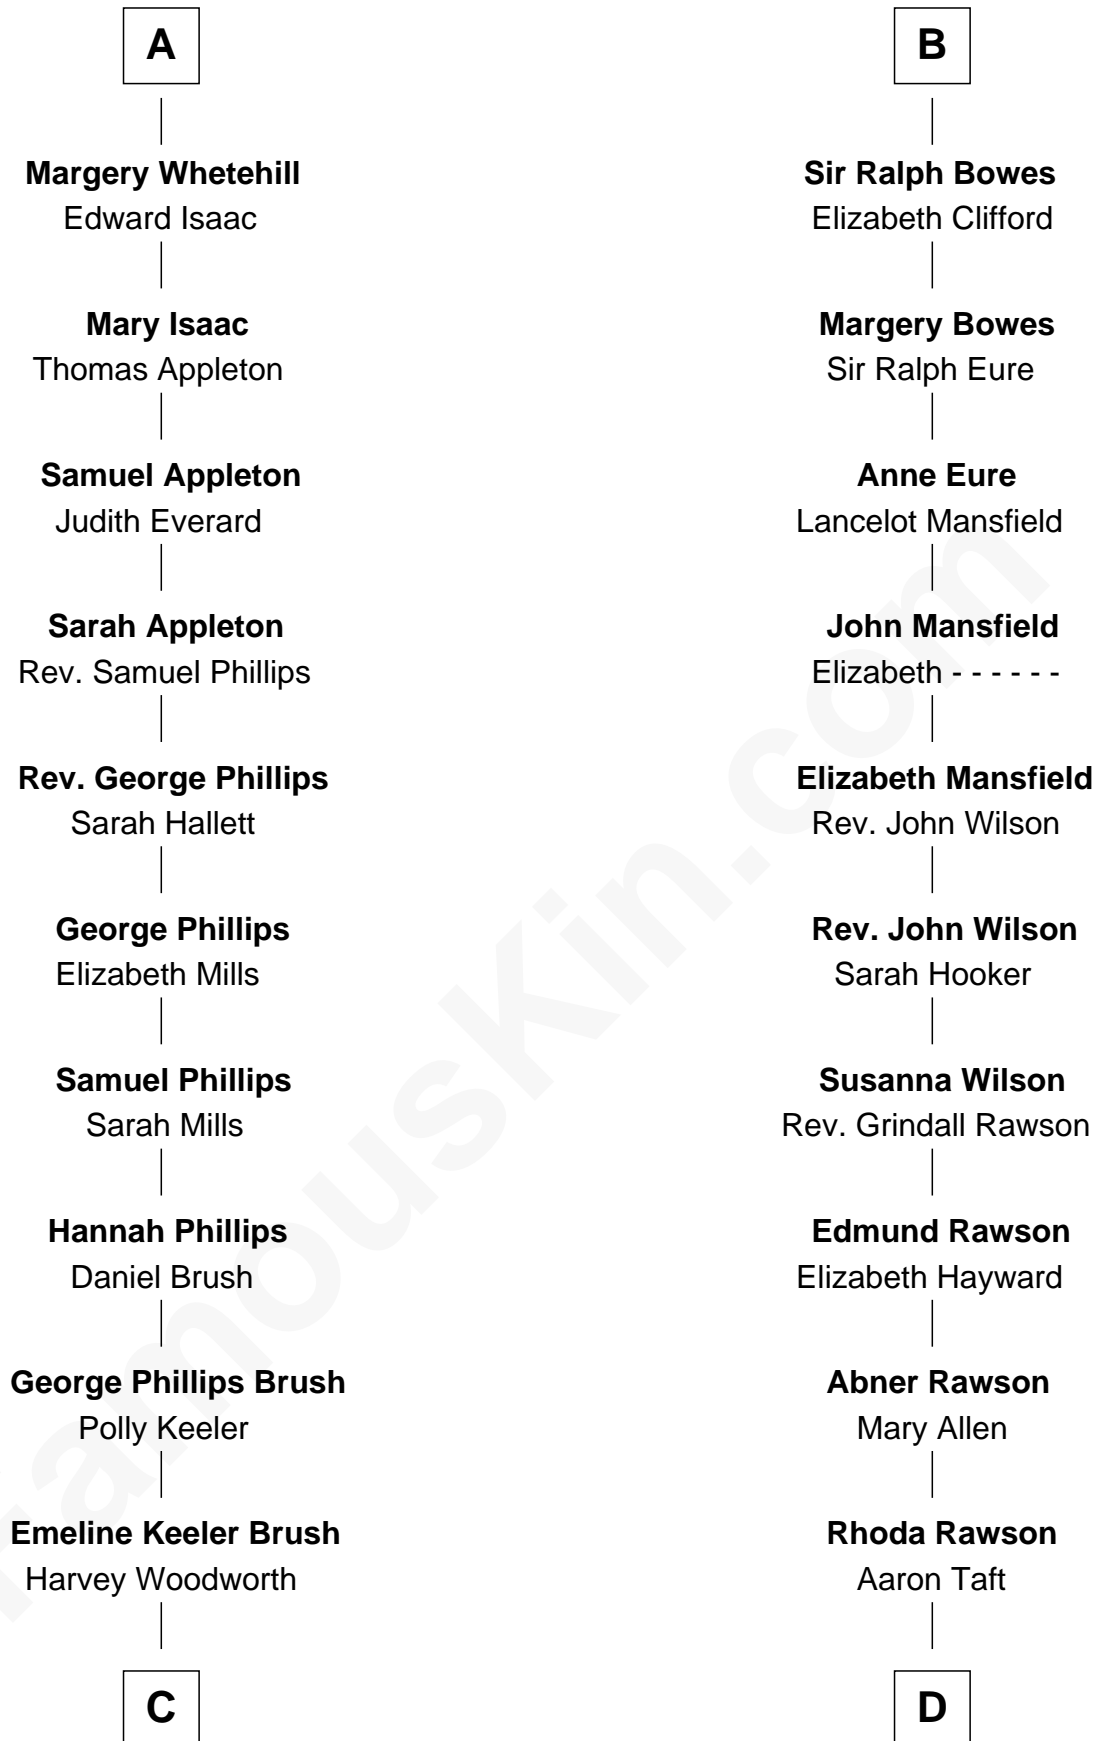 A
Margery Whetehill
Edward Isaac
Mary Isaac
Thomas Appleton
Samuel Appleton
Judith Everard
Sarah Appleton
Rev. Samuel Phillips
Rev. George Phillips
Sarah Hallett
George Phillips
Elizabeth Mills
Samuel Phillips
Sarah Mills
Hannah Phillips
Daniel Brush
George Phillips Brush
Polly Keeler
Emeline Keeler Brush
Harvey Woodworth
C
B
Sir Ralph Bowes
Elizabeth Clifford
Margery Bowes
Sir Ralph Eure
Anne Eure
Lancelot Mansfield
John Mansfield
Elizabeth - - - - - -
Elizabeth Mansfield
Rev. John Wilson
Rev. John Wilson
Sarah Hooker
Susanna Wilson
Rev. Grindall Rawson
Edmund Rawson
Elizabeth Hayward
Abner Rawson
Mary Allen
Rhoda Rawson
Aaron Taft
D
FamousKin.com